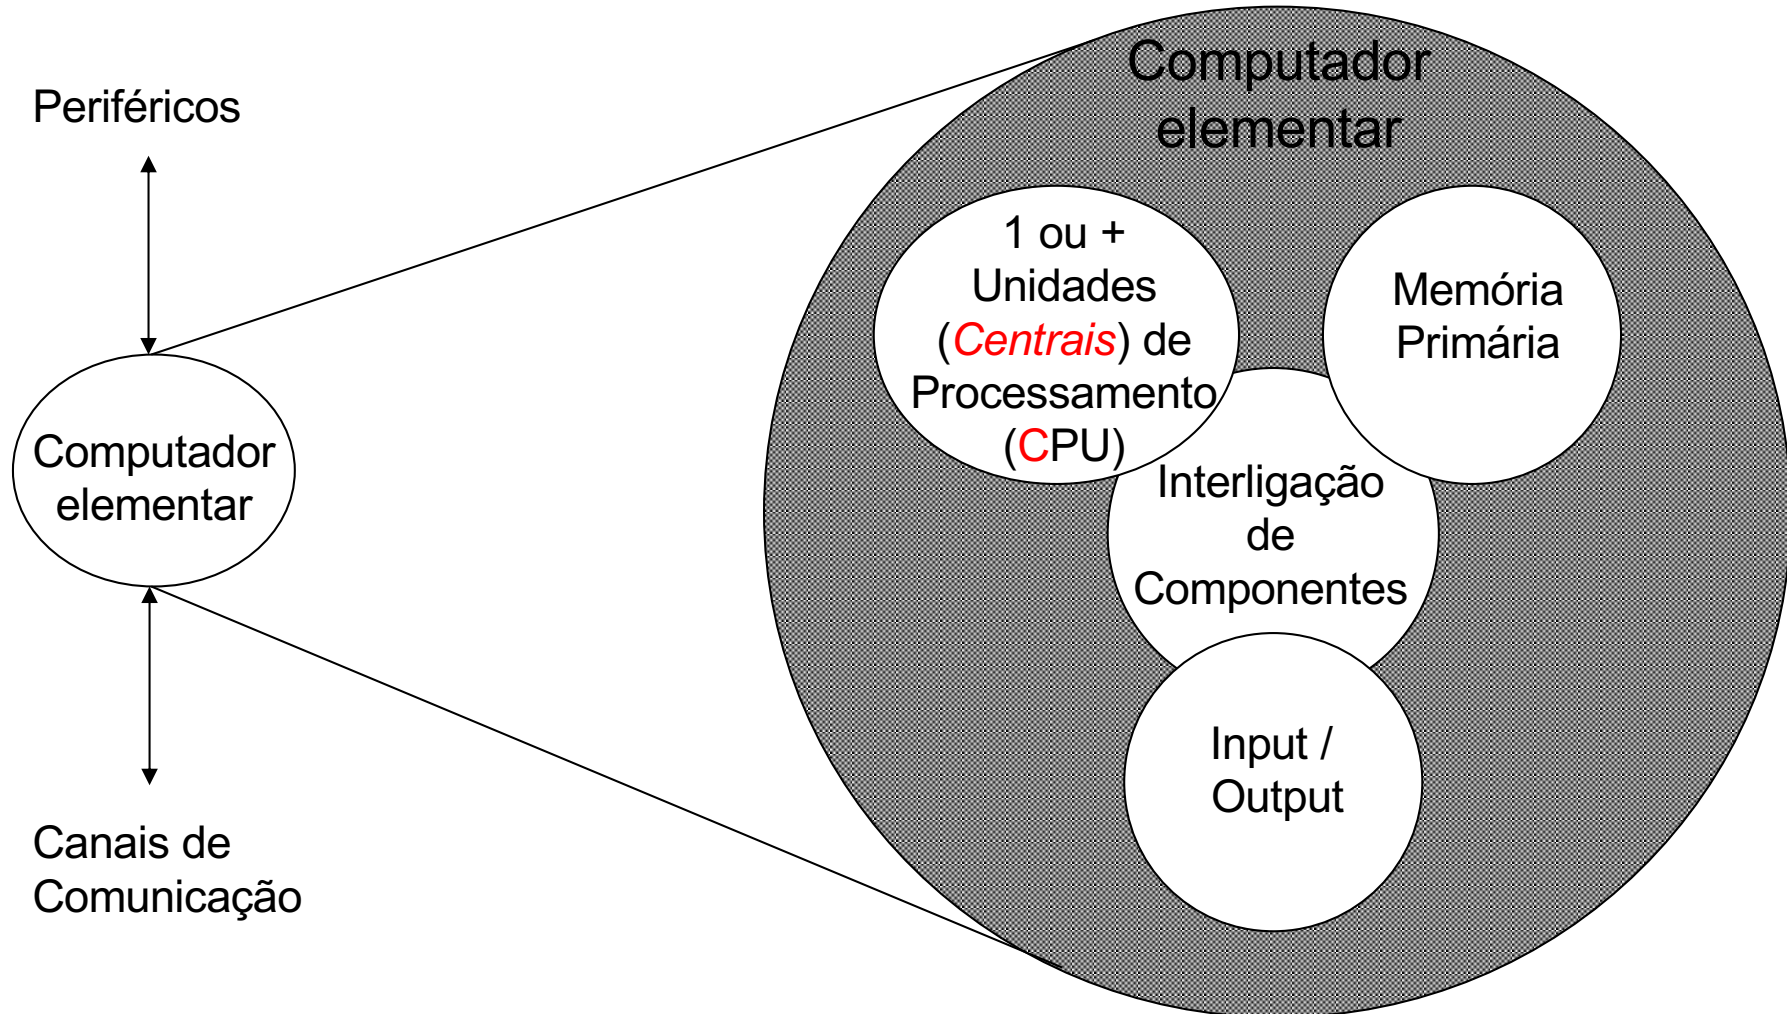 Periféricos
Computador
elementar
Canais de
Comunicação
Computador
elementar
1 ou +
Unidades
(Centrais) de
Processamento
(CPU)
Memória
Primária
Interligação
de
Componentes
Input /
Output